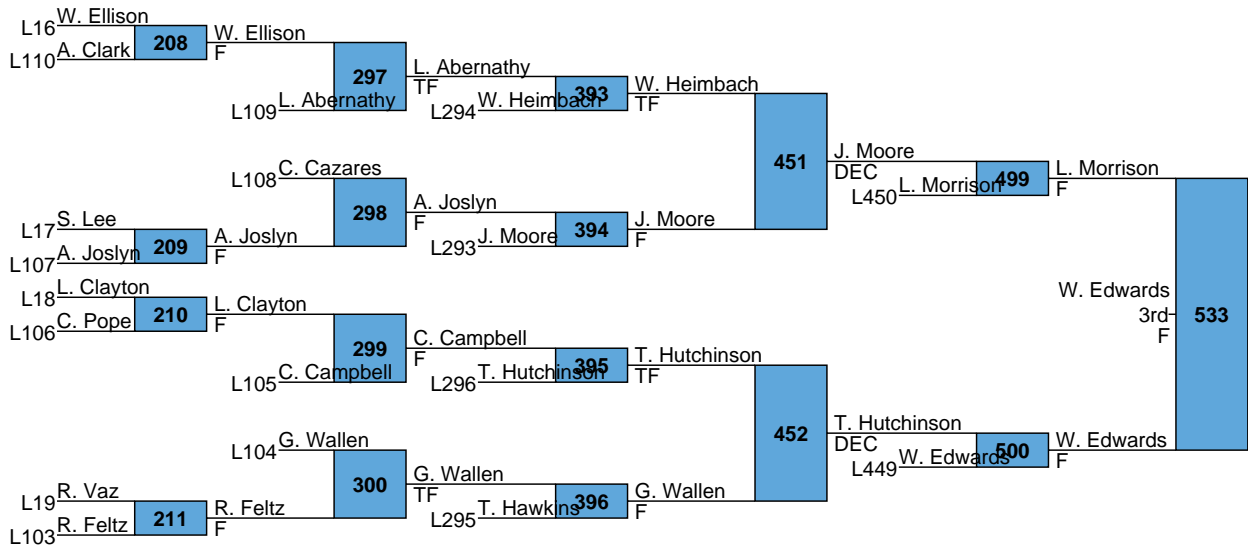 W. Ellison
L16
208
W. Ellison
F
A. Clark
L110
297
L. Abernathy
TF
L. Abernathy
L109
393
W. Heimbach
TF
W. Heimbach
L294
451
J. Moore
DEC
C. Cazares
L108
298
A. Joslyn
F
S. Lee
L17
209
A. Joslyn
F
A. Joslyn
L107
394
J. Moore
F
J. Moore
L293
499
L. Morrison
F
L. Morrison
L450
L. Clayton
L18
210
L. Clayton
F
C. Pope
L106
299
C. Campbell
F
C. Campbell
L105
395
T. Hutchinson
TF
T. Hutchinson
L296
W. Edwards
3rd
F
533
452
T. Hutchinson
DEC
G. Wallen
L104
300
G. Wallen
TF
R. Vaz
L19
211
R. Feltz
F
R. Feltz
L103
396
G. Wallen
F
T. Hawkins
L295
500
W. Edwards
F
W. Edwards
L449